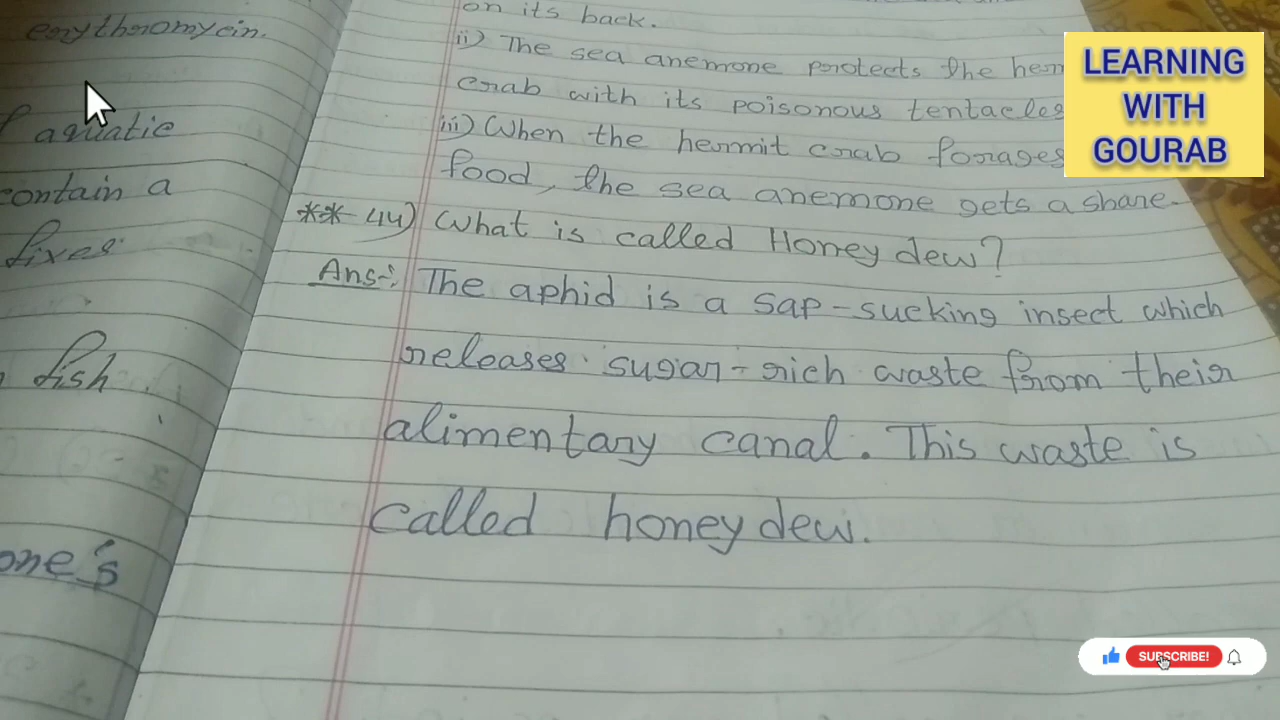 erythromycin.
aquatic
contain a
fixes
fish
one's
on its back.
ii) The sea anemone protects the
crab with its poisonous tentacles
iii) When the hermit crab forages
food, the sea anemone gets a share.
** 44) What is called Honey dew?
Ans-: The aphid is a sap-sucking insect which
releases sugar-rich waste from their
alimentary canal. This waste is
called honey dew.
LEARNING
WITH
GOURAB
SUBSCRIBE!